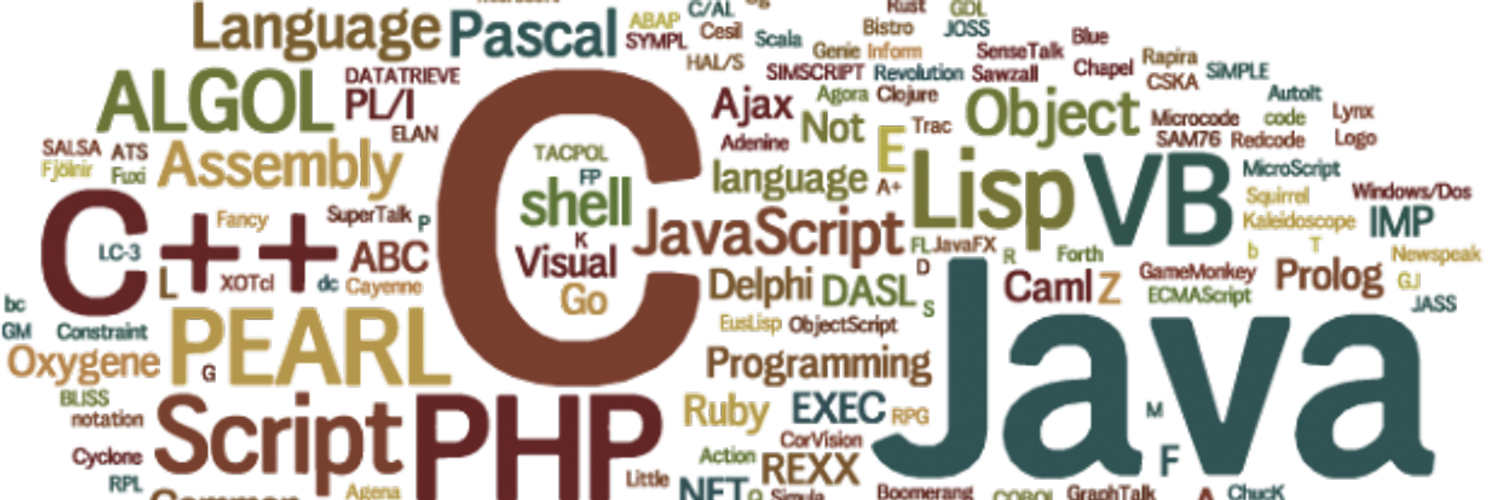 Language
Pascal
ABAP
C/AL
Rust
GDL
SYMPL
Cesil
Scala
Bistro
JOSS
Genie
Inform
SenseTalk
Blue
HAL/S
Rapira
ALGOL
DATATRIEVE
PL/I
ELAN
SIMSCRIPT
Revolution
Sawzall
Chapel
CSKA
SiMPLE
Ajax
Agora
Clojure
Object
AutoIt
Microcode
code
Lynx
Adenine
Not
Trac
SAM76
Redcode
Logo
SALSA
ATS
Fjölnir
Fuxi
Assembly
C
TACPOL
FP
shell
K
Visual
Go
language
E
A+
Lisp
VB
MicroScript
Squirrel
Windows/Dos
Kaleidoscope
IMP
C++
LC-3
Fancy
SuperTalk
P
ABC
L
XOTcl
dc
Cayenne
JavaScript
FL
JavaFX
R
Forth
b
T
Newspeak
bc
Delphi
DASL
D
S
Caml
Z
GameMonkey
ECMAScript
Prolog
GJ
JASS
GM
Constraint
Oxygene
PEARL
G
EusLisp
ObjectScript
Programming
Java
M
F
BLISS
notation
Script
PHP
Ruby
EXEC
RPG
Cyclone
RPL
Little
Action
CorVision
REXX
Common
Agena
.NET
Q
Simula
Boomerang
COBOL
GraphTalk
A
ChucK